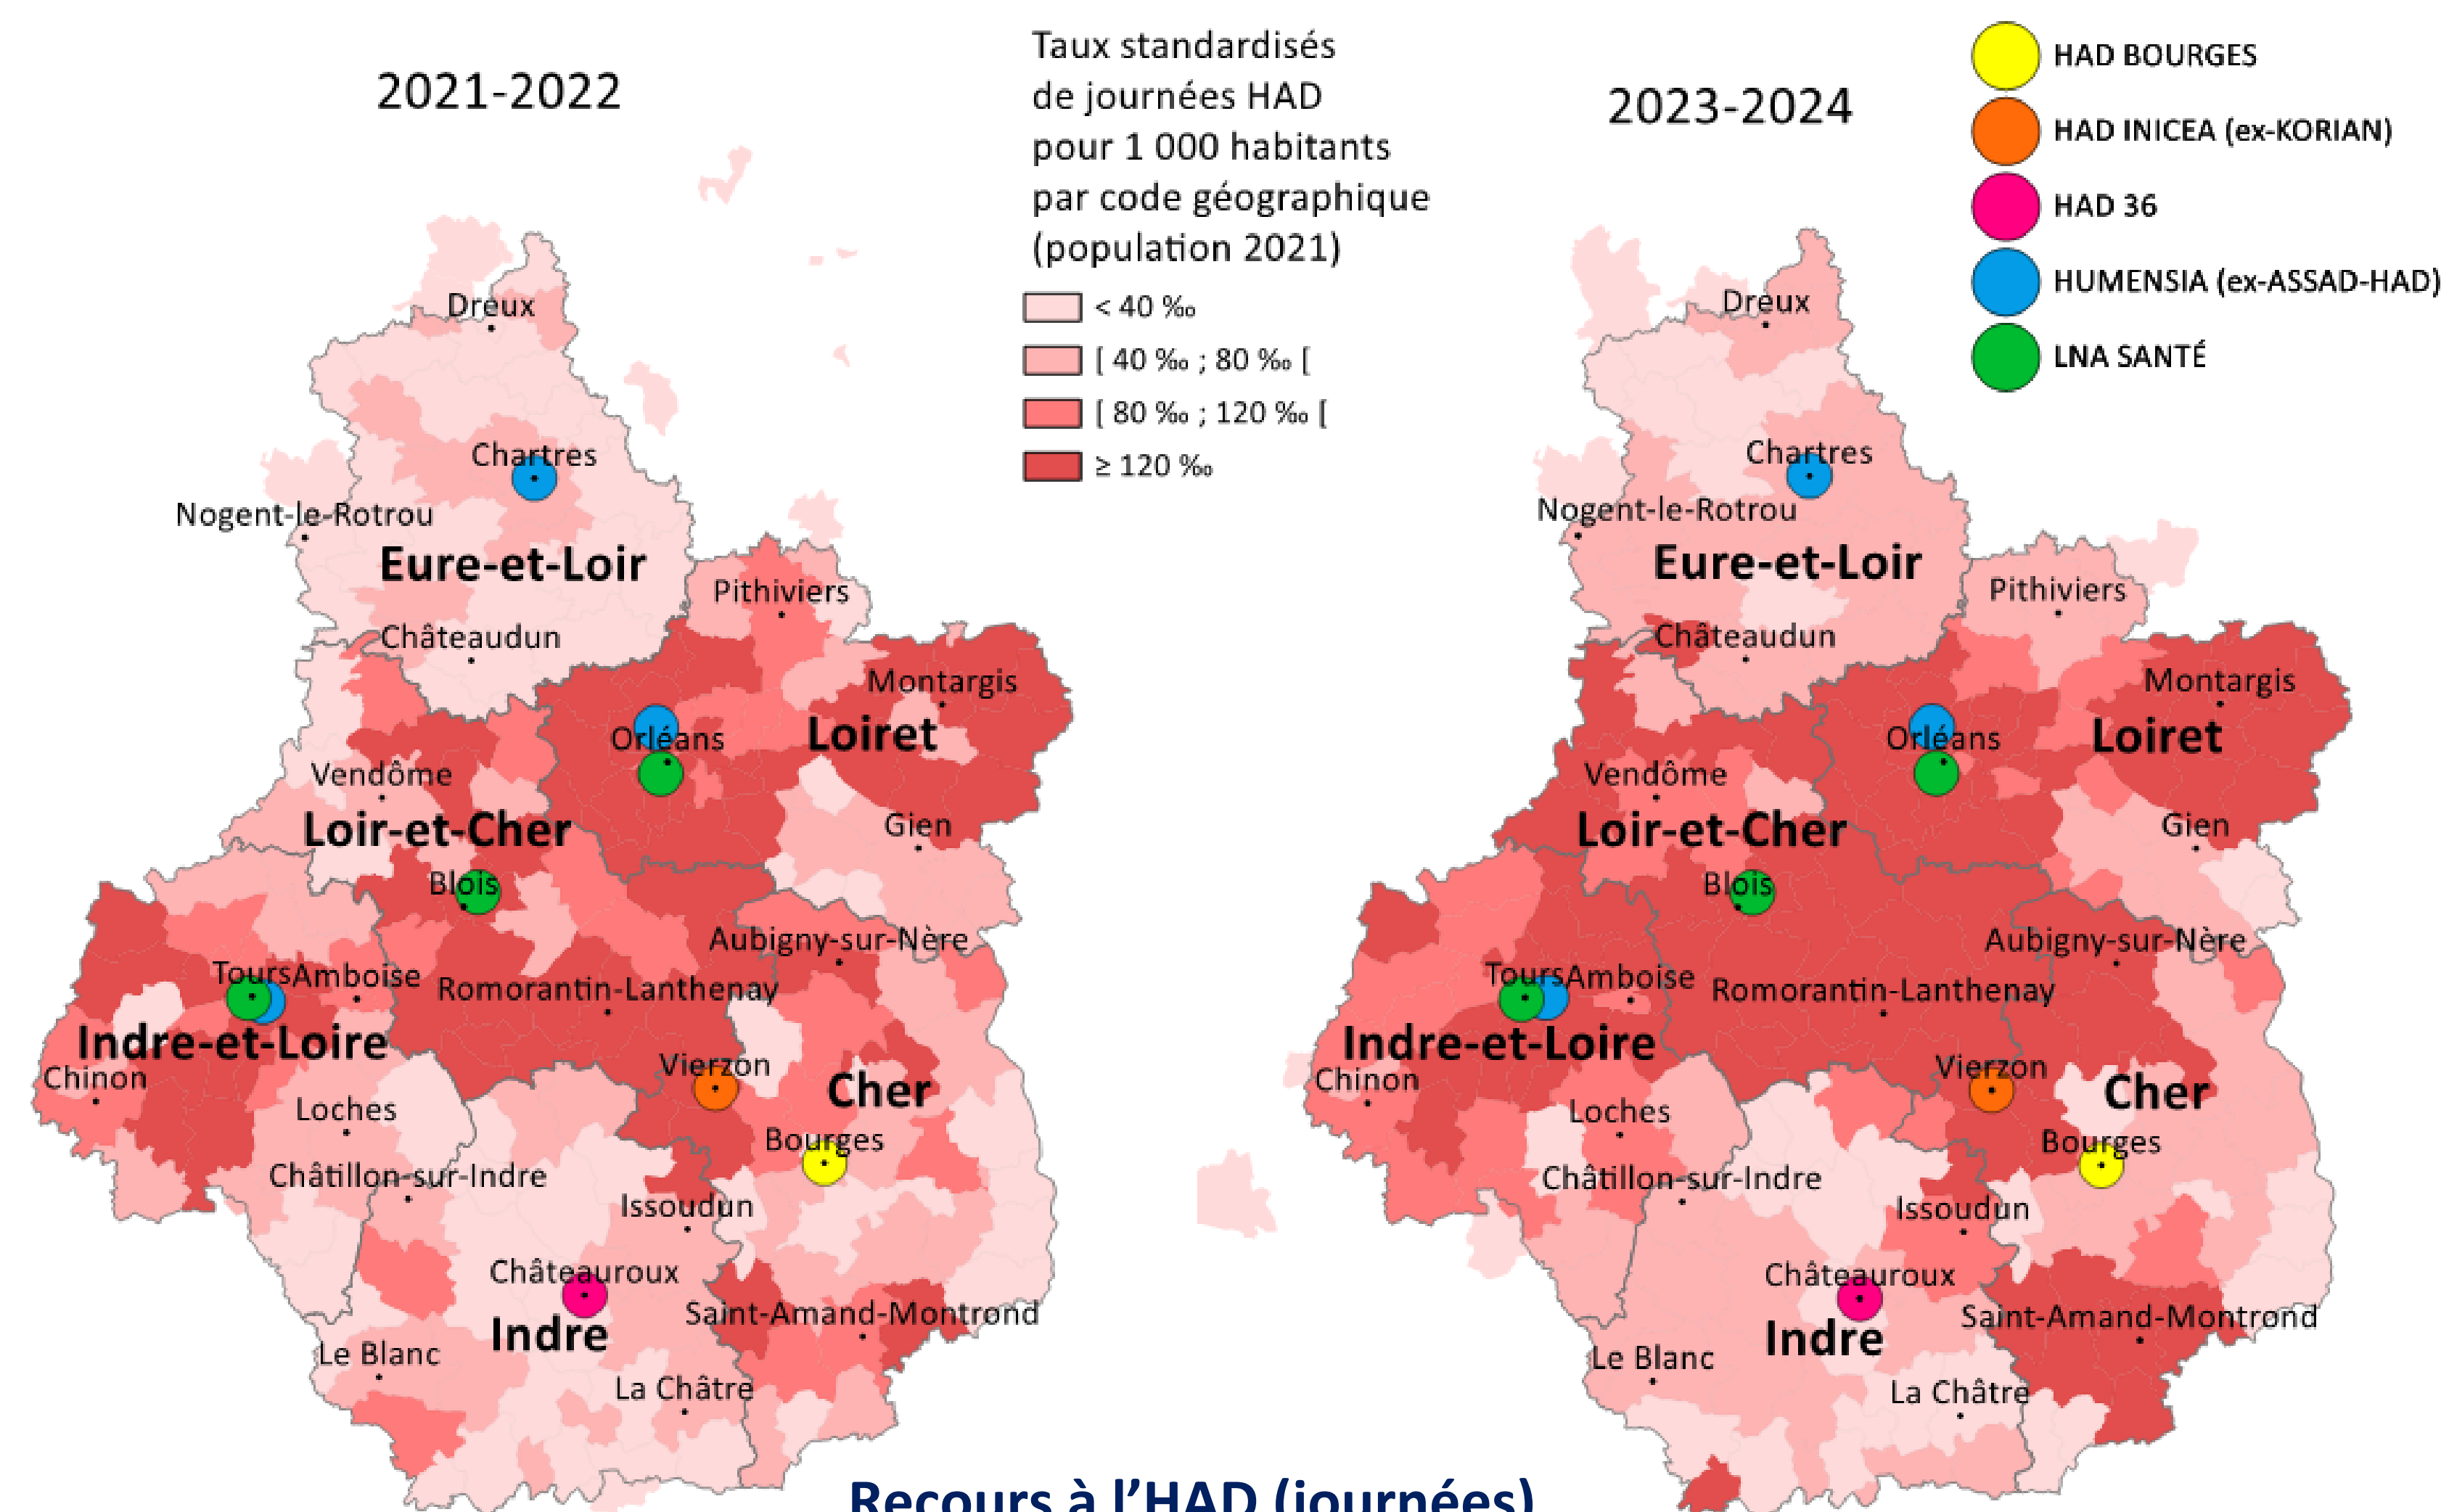 2021-2022
Taux standardisés
de journées HAD
pour 1 000 habitants
par code géographique
(population 2021)
< 40 ‰
[ 40 ‰ ; 80 ‰ [
[ 80 ‰ ; 120 ‰ [
≥ 120 ‰
2023-2024
HAD BOURGES
HAD INICEA (ex-KORIAN)
HAD 36
HUMENSIA (ex-ASSAD-HAD)
LNA SANTÉ
Dreux
Chartres
Nogent-le-Rotrou
Eure-et-Loir
Pithiviers
Châteaudun
Montargis
Loiret
Orléans
Vendôme
Loir-et-Cher
Gien
Blois
Aubigny-sur-Nère
Tours
Amboise
Romorantin-Lanthenay
Indre-et-Loire
Vierzon
Chinon
Cher
Loches
Bourges
Châtillon-sur-Indre
Issoudun
Châteauroux
Saint-Amand-Montrond
Indre
Le Blanc
La Châtre
Dreux
Chartres
Nogent-le-Rotrou
Eure-et-Loir
Pithiviers
Châteaudun
Montargis
Loiret
Orléans
Vendôme
Loir-et-Cher
Gien
Blois
Aubigny-sur-Nère
Tours
Amboise
Romorantin-Lanthenay
Indre-et-Loire
Vierzon
Chinon
Cher
Loches
Bourges
Châtillon-sur-Indre
Issoudun
Châteauroux
Saint-Amand-Montrond
Indre
Le Blanc
La Châtre
Recours à l’HAD (journées)